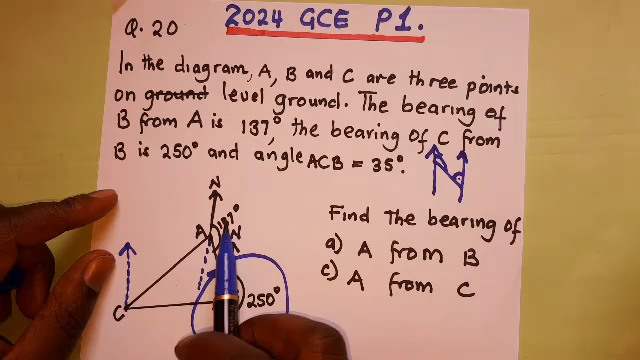 2024 GCE P1.
Q. 20
In the diagram, A, B and C are three points
on ground level ground. The bearing of
B from A is 137°, the bearing of C from
B is 250° and angle ACB = 35°.
Find the bearing of
a) A from B
c) A from C
N
A 137°
N
C
250°